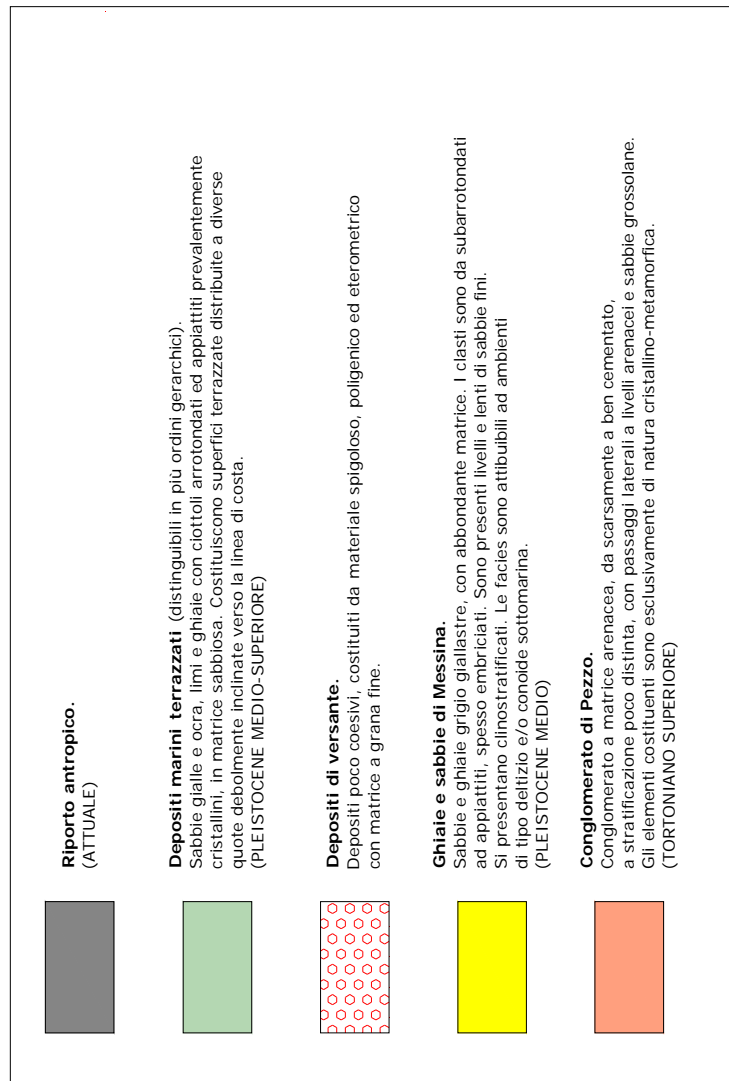 Riporto antropico.
(ATTUALE)
Depositi marini terrazzati (distinguibili in più ordini gerarchici).
Sabbie gialle e ocra, limi e ghiaie con ciottoli arrotondati ed appiattiti prevalentemente
cristallini, in matrice sabbiosa. Costituiscono superfici terrazzate distribuite a diverse
quote debolmente inclinate verso la linea di costa.
(PLEISTOCENE MEDIO-SUPERIORE)
Depositi di versante.
Depositi poco coesivi, costituiti da materiale spigoloso, poligenico ed eterometrico
con matrice a grana fine.
Ghiaie e sabbie di Messina.
Sabbie e ghiaie grigio giallastre, con abbondante matrice. I clasti sono da subarrotondati
ad appiattiti, spesso embriciati. Sono presenti livelli e lenti di sabbie fini.
Si presentano clinostratificati. Le facies sono attibuibili ad ambienti
di tipo deltizio e/o conoide sottomarina.
(PLEISTOCENE MEDIO)
Conglomerato di Pezzo.
Conglomerato a matrice arenacea, da scarsamente a ben cementato,
a stratificazione poco distinta, con passaggi laterali a livelli arenacei e sabbie grossolane.
Gli elementi costituenti sono esclusivamente di natura cristallino-metamorfica.
(TORTONIANO SUPERIORE)